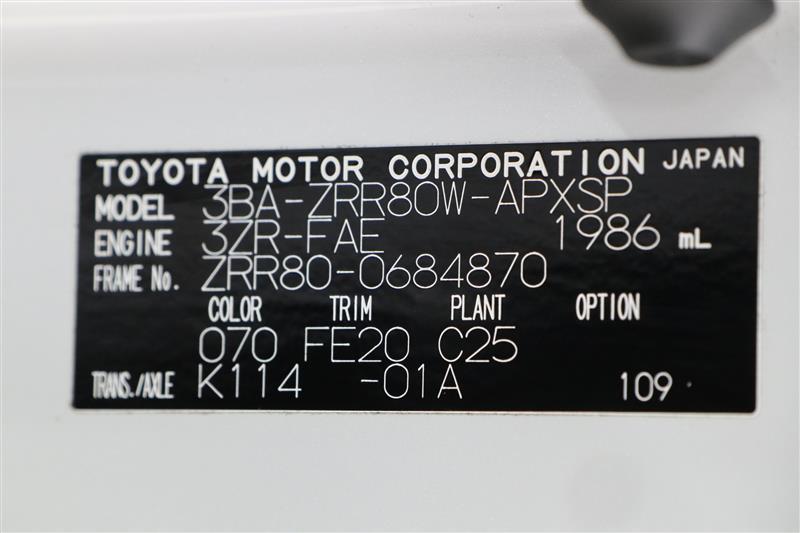 TOYOTA MOTOR CORPORATION JAPAN
MODEL 3BA-ZRR80W-APXSP
ENGINE 3ZR-FAE 1986 mL
FRAME No. ZRR80-0684870
COLOR TRIM PLANT OPTION
070 FE20 C25
TRANS./AXLE K114 -01A 109